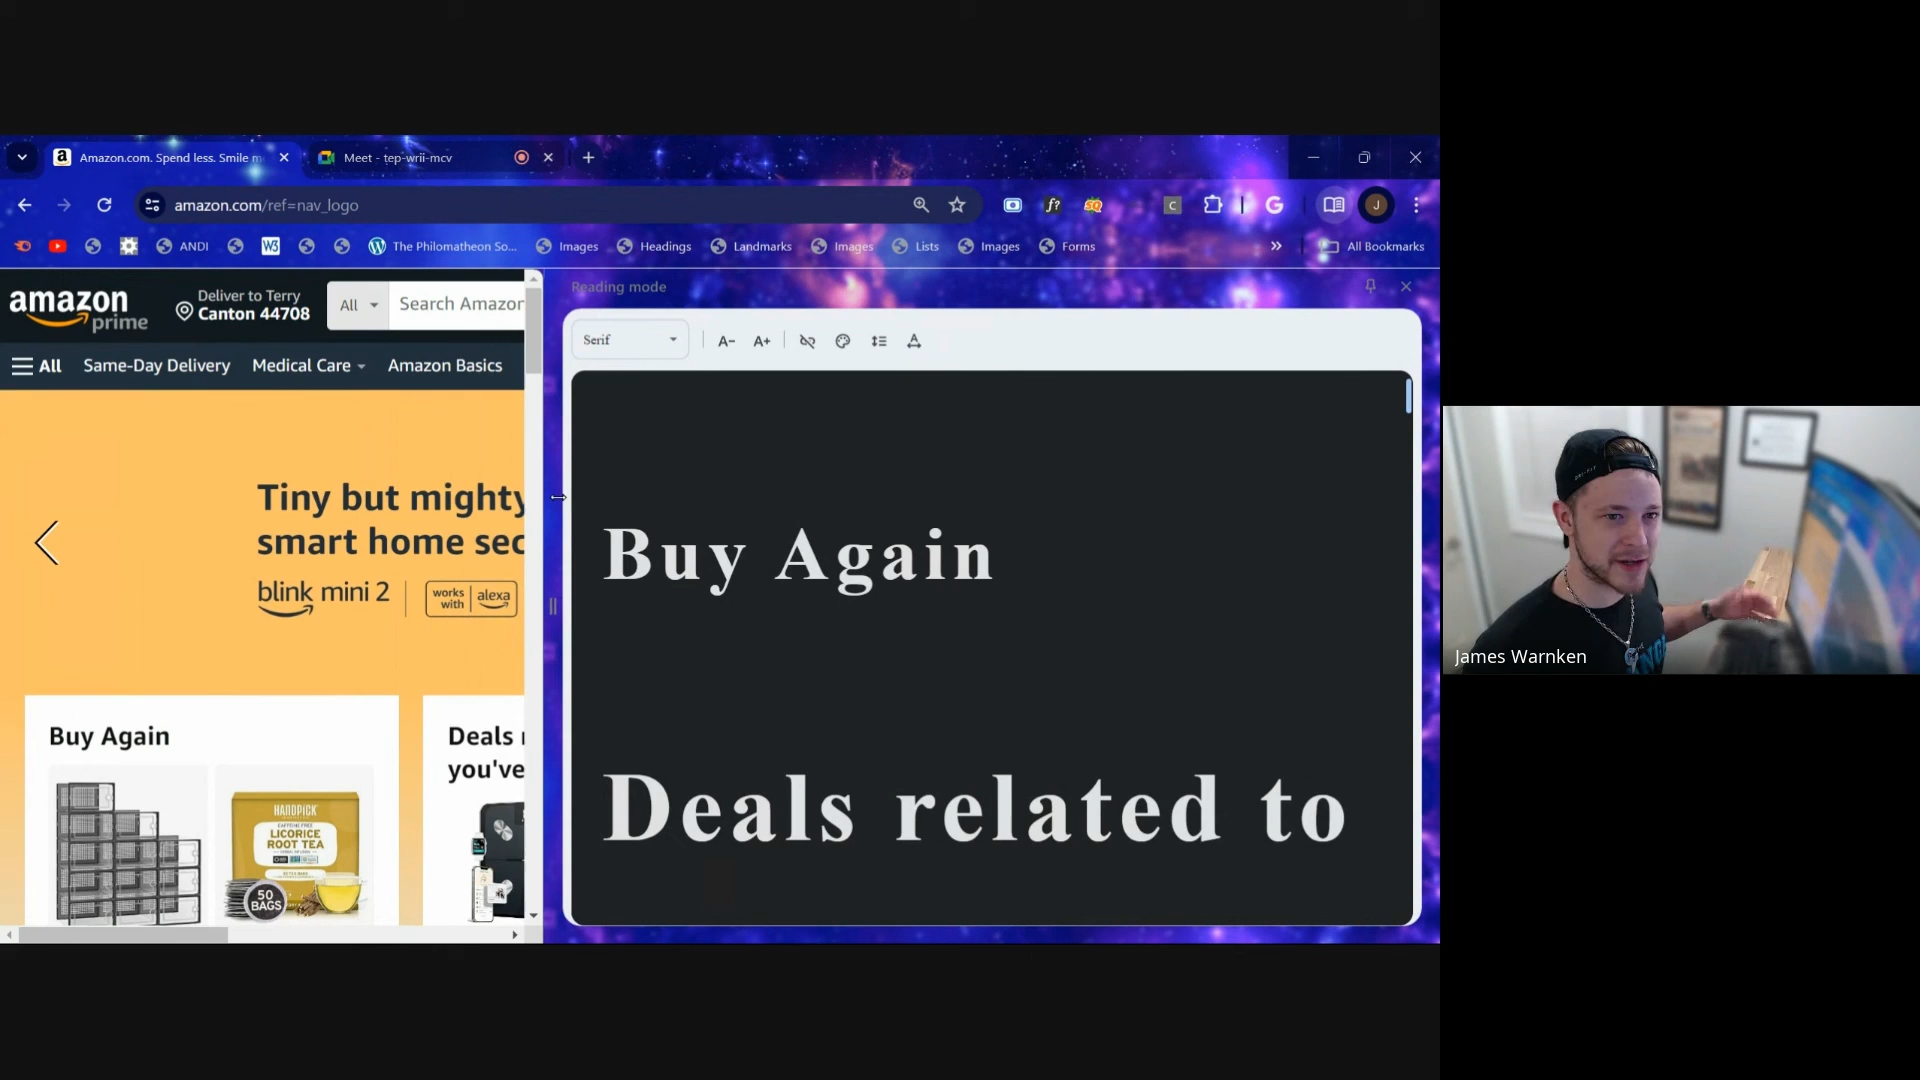 Amazon.com. Spend less. Smile m
Meet - tep-wrii-mcv
amazon.com/ref=nav_logo
ANDI
W3
The Philomatheon So...
Images
Headings
Landmarks
Images
Lists
Images
Forms
All Bookmarks
amazon
prime
Deliver to Terry
Canton 44708
All
Search Amazon
All
Same-Day Delivery
Medical Care
Amazon Basics
Tiny but mighty
smart home sec
blink mini 2
works
with
alexa
Buy Again
LICORICE
ROOT TEA
50
BAGS
Deals
you've
Reading mode
Serif
A-
A+
Buy Again
Deals related to
James Warnken